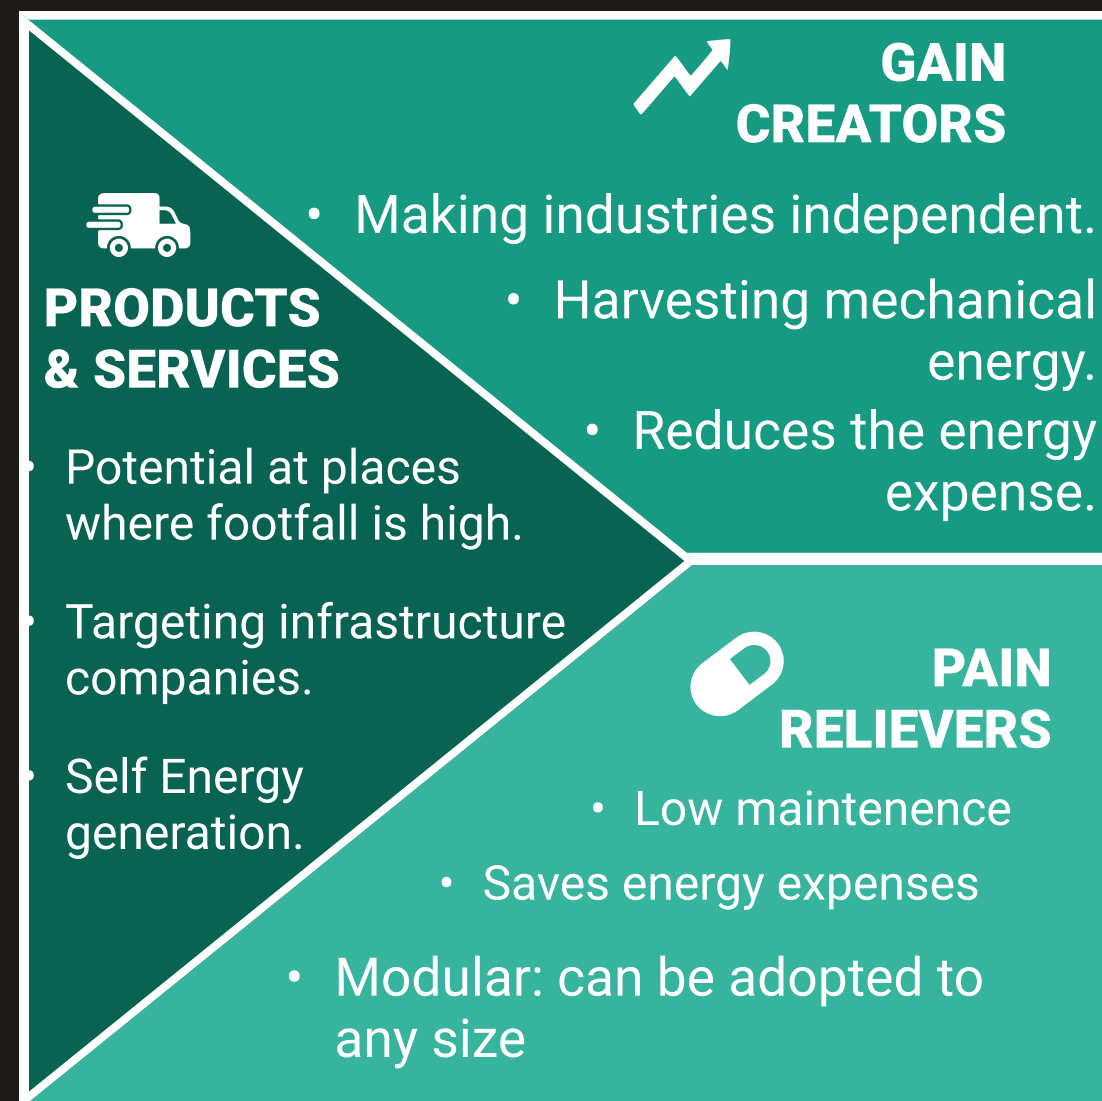 GAIN
CREATORS
• Making industries independent.
• Harvesting mechanical
energy.
• Reduces the energy
expense.
PRODUCTS
& SERVICES
• Potential at places
where footfall is high.
• Targeting infrastructure
companies.
• Self Energy
generation.
PAIN
RELIEVERS
• Low maintenence
• Saves energy expenses
• Modular: can be adopted to
any size